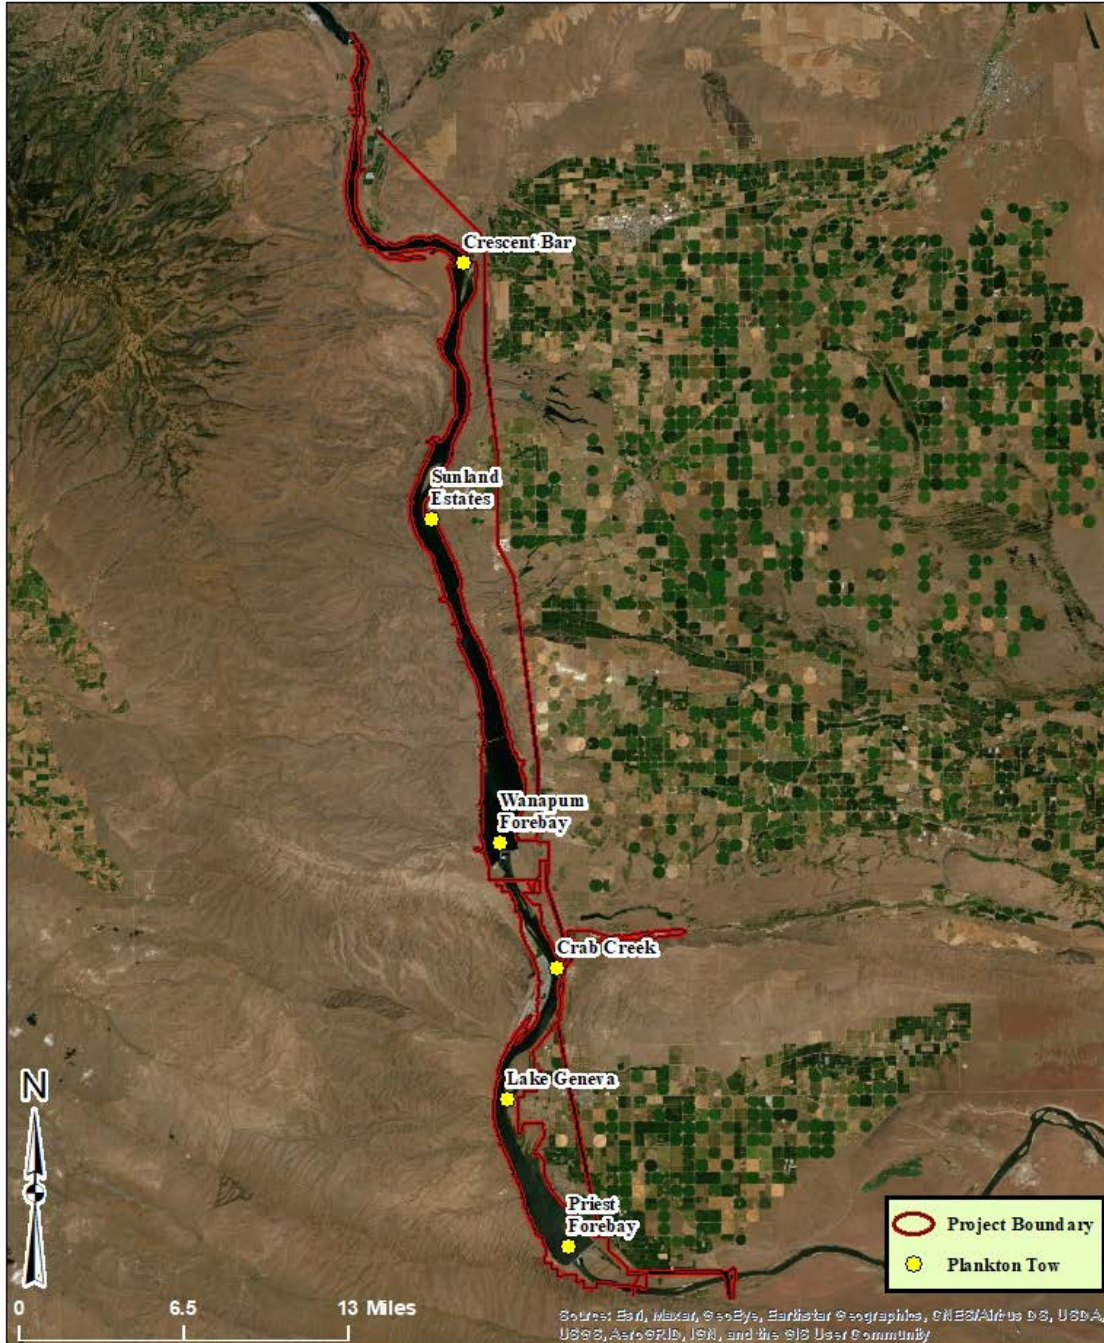 Crescent Bar
Sunland
Estates
Wanapum
Forebay
Crab Creek
Lake Geneva
Priest
Forebay
N
0 6.5 13 Miles
Project Boundary
Plankton Tow
Source: Esri, Maxar, GeoEye, Earthstar Geographics, CNES/Airbus DS, USDA,
USGS, AeroGRID, IGN, and the GIS User Community